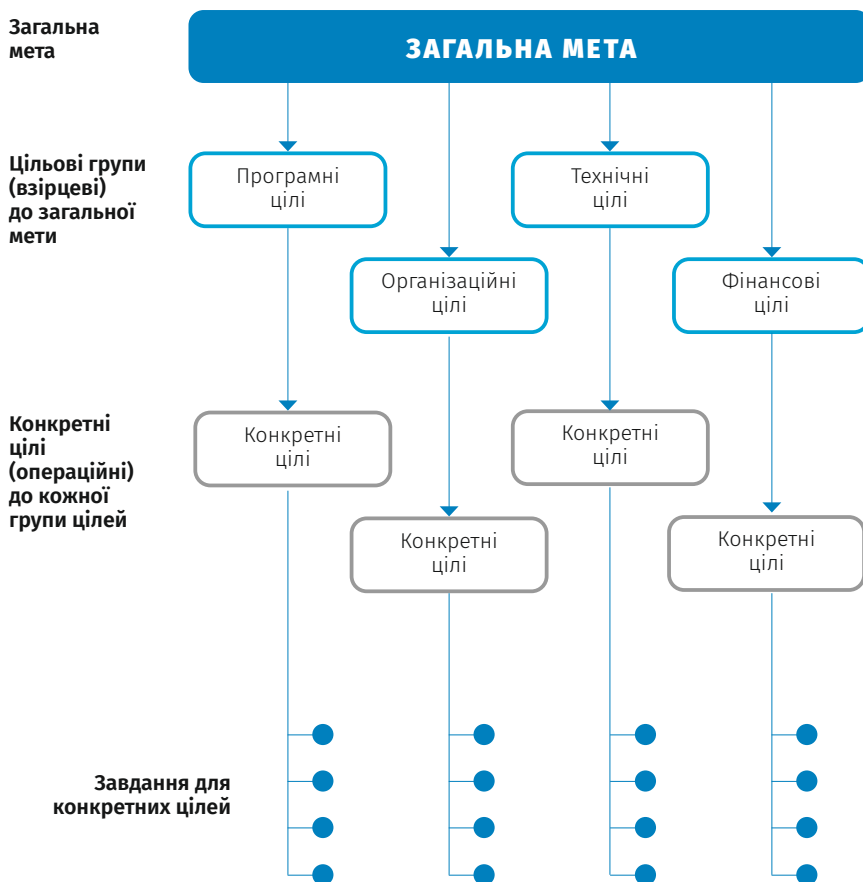 Загальна
мета
ЗАГАЛЬНА МЕТА
Цільові групи
(взірцеві)
до загальної
мети
Програмні
цілі
Технічні
цілі
Організаційні
цілі
Фінансові
цілі
Конкретні
цілі
(операційні)
до кожної
групи цілей
Конкретні
цілі
Конкретні
цілі
Конкретні
цілі
Конкретні
цілі
Завдання для
конкретних цілей